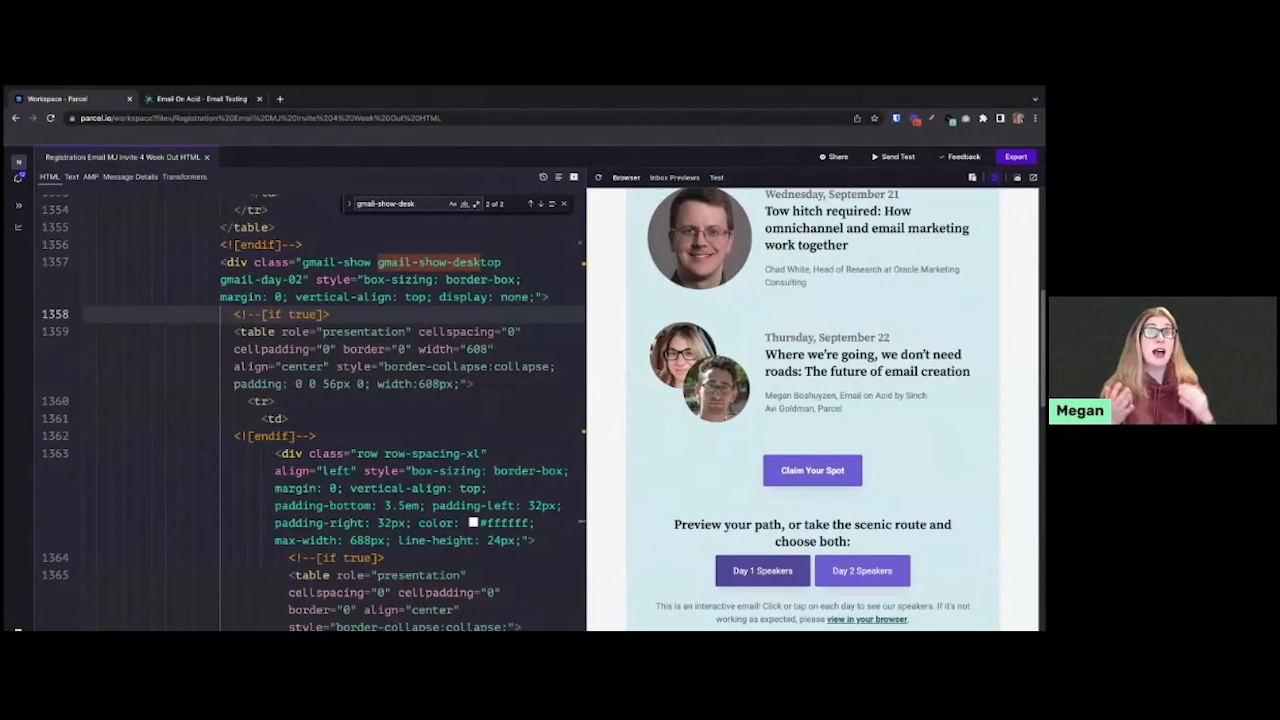 Workspace - Parcel
Email On Acid - Email Testing
parcel.io/workspace?file=/Registration%20Email%20MJ%20Invite%204%20Week%20Out%20HTML
Registration Email MJ Invite 4 Week Out HTML
Share
Send Test
Feedback
Export
HTML Text AMP Message Details Transformers
Browser Inbox Previews Test
gmail-show-desk
2 of 2
1354 </tr>
1355 </table>
1356 <![endif]-->
1357 <div class="gmail-show gmail-show-desktop
gmail-day-02" style="box-sizing: border-box;
margin: 0; vertical-align: top; display: none;">
1358 <!--[if true]>
1359 <table role="presentation" cellspacing="0"
cellpadding="0" border="0" width="608"
align="center" style="border-collapse:collapse;
padding: 0 0 56px 0; width:608px;">
1360 <tr>
1361 <td>
1362 <![endif]-->
1363 <div class="row row-spacing-xl"
align="left" style="box-sizing: border-box;
margin: 0; vertical-align: top;
padding-bottom: 3.5em; padding-left: 32px;
padding-right: 32px; color: #ffffff;
max-width: 688px; line-height: 24px;">
1364 <!--[if true]>
1365 <table role="presentation"
cellspacing="0" cellpadding="0"
border="0" align="center"
style="border-collapse:collapse;">
Wednesday, September 21
Tow hitch required: How
omnichannel and email marketing
work together
Chad White, Head of Research at Oracle Marketing
Consulting
Thursday, September 22
Where we're going, we don't need
roads: The future of email creation
Megan Boshuyzen, Email on Acid by Sinch
Avi Goldman, Parcel
Claim Your Spot
Preview your path, or take the scenic route and
choose both:
Day 1 Speakers
Day 2 Speakers
This is an interactive email! Click or tap on each day to see our speakers. If it's not
working as expected, please view in your browser.
Megan